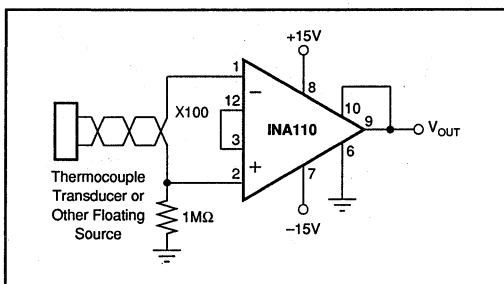 +15V
1
8
X100
12
−
10
INA110
9
VOUT
3
+
6
2
7
Thermocouple
Transducer or
Other Floating
Source
1MΩ
−15V